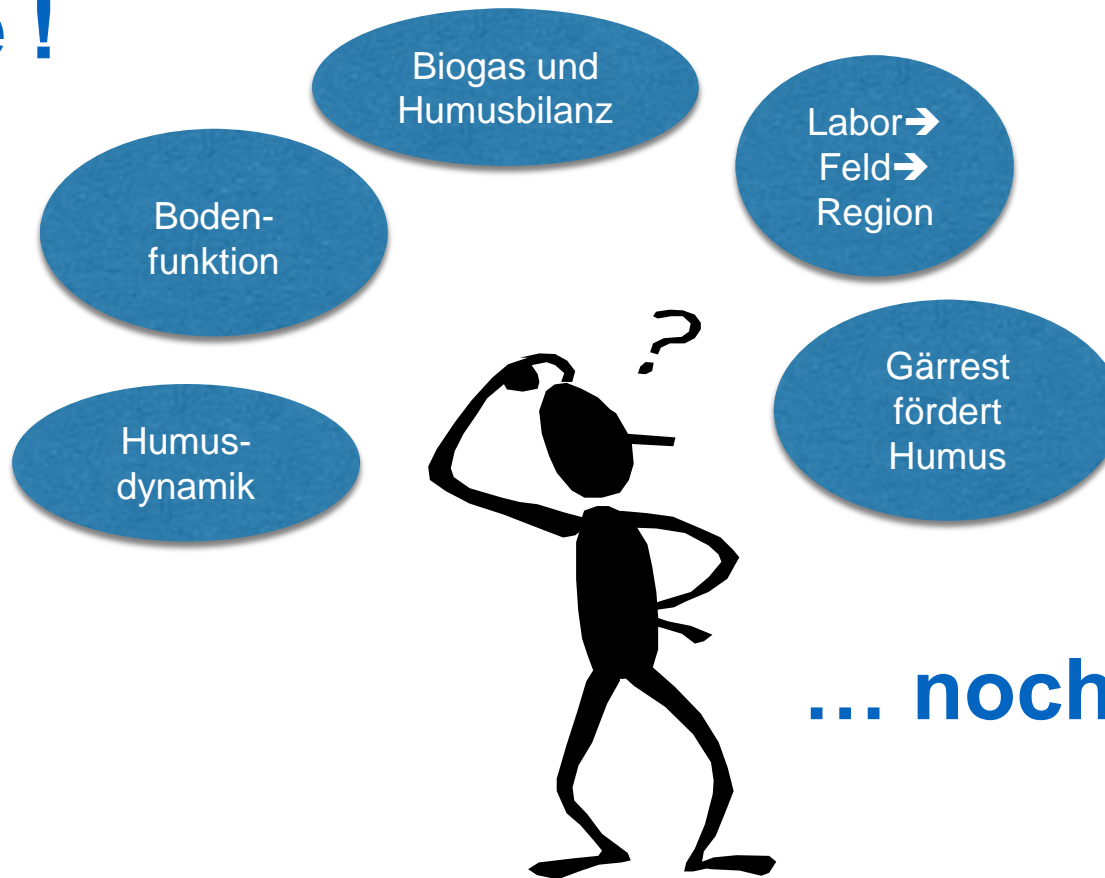 !
Biogas und
Humusbilanz
Labor➔
Feld➔
Region
Boden-
funktion
Gärrest
fördert
Humus
Humus-
dynamik
?
… noch